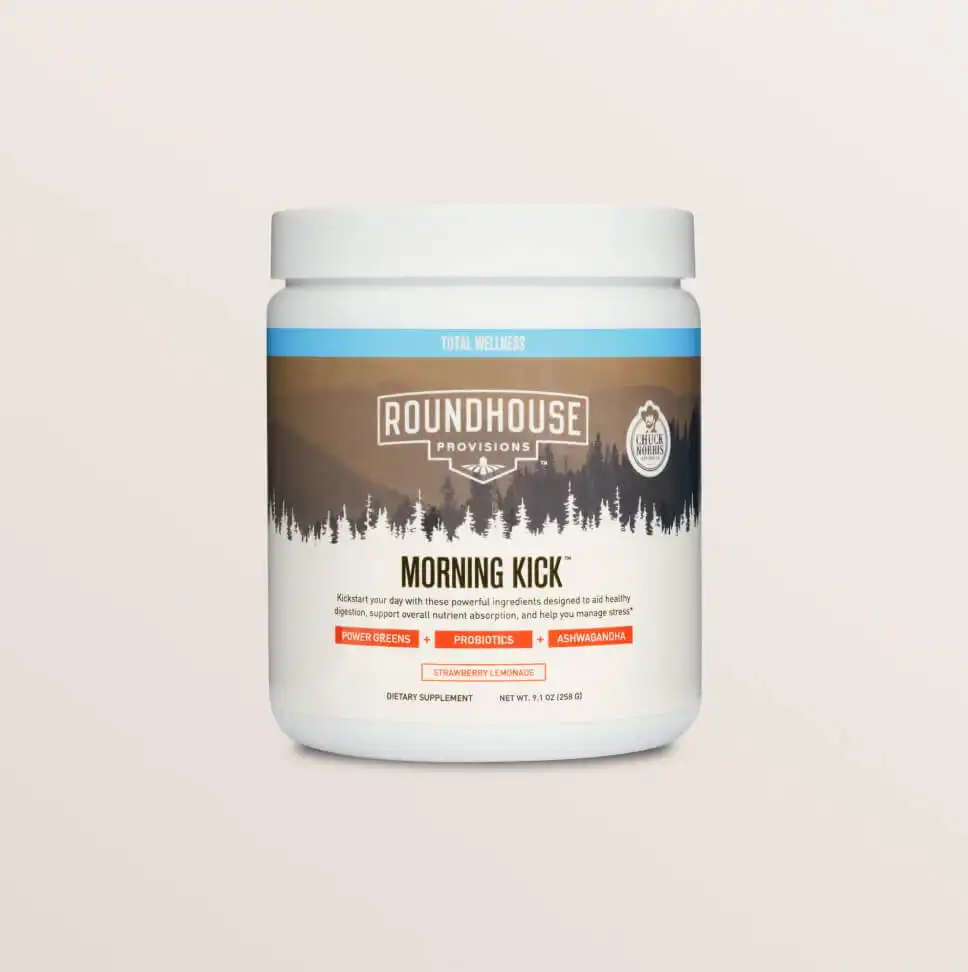 TOTAL WELLNESS
ROUNDHOUSE
PROVISIONS
™
CHUCK
NORRIS
MORNING KICK™
Kickstart your day with these powerful ingredients designed to aid healthy
digestion, support overall nutrient absorption, and help you manage stress*
POWER GREENS + PROBIOTICS + ASHWAGANDHA
STRAWBERRY LEMONADE
DIETARY SUPPLEMENT NET WT. 9.1 OZ (258 G)